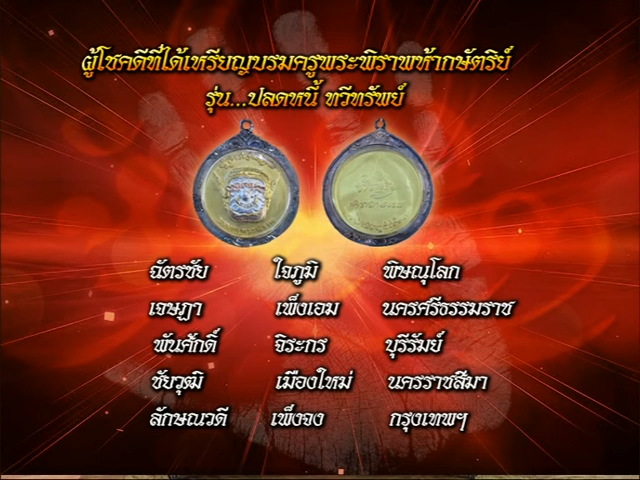 ผู้โชคดีที่ได้เหรียญบรมครูพระพิราพห้ากษัตริย์
รุ่น...ปลดหนี้ ทวีทรัพย์
ฉัตรชัย ใจภูมิ พิษณุโลก
เจษฎา เพ็งเอม นครศรีธรรมราช
พันศักดิ์ จิระกร บุรีรัมย์
ชัยวุฒิ เมืองใหม่ นครราชสีมา
ลักษณวดี เพ็งจง กรุงเทพฯ